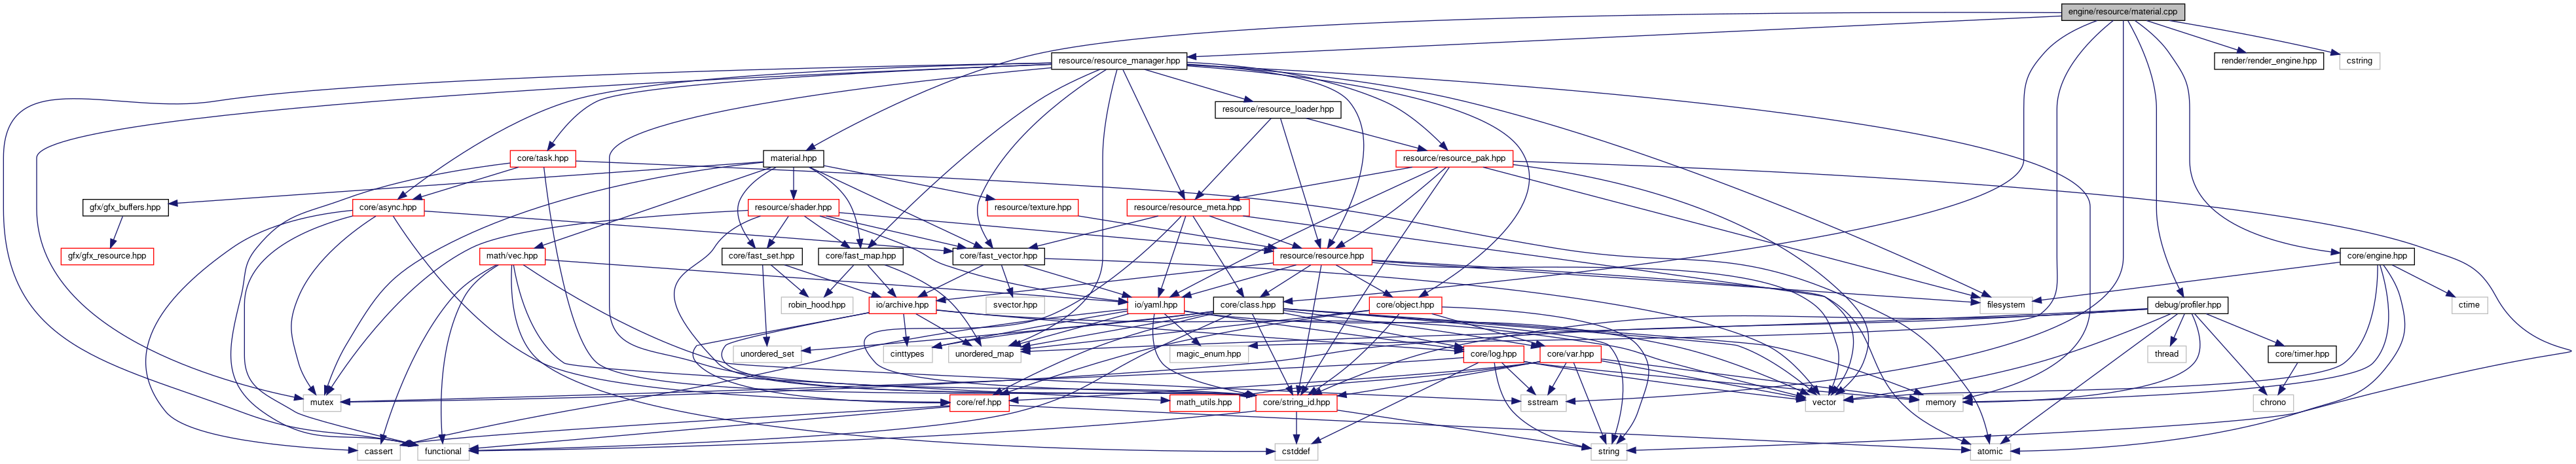 engine/resource/material.cpp
resource/resource_manager.hpp
render/render_engine.hpp
cstring
resource/resource_loader.hpp
core/task.hpp
material.hpp
resource/resource_pak.hpp
gfx/gfx_buffers.hpp
core/async.hpp
resource/shader.hpp
resource/texture.hpp
resource/resource_meta.hpp
gfx/gfx_resource.hpp
math/vec.hpp
core/fast_set.hpp
core/fast_map.hpp
core/fast_vector.hpp
resource/resource.hpp
core/engine.hpp
robin_hood.hpp
io/archive.hpp
svector.hpp
io/yaml.hpp
core/class.hpp
core/object.hpp
filesystem
debug/profiler.hpp
ctime
unordered_set
cinttypes
unordered_map
magic_enum.hpp
core/log.hpp
core/var.hpp
thread
core/timer.hpp
mutex
core/ref.hpp
math_utils.hpp
core/string_id.hpp
sstream
vector
memory
chrono
cassert
functional
cstddef
string
atomic